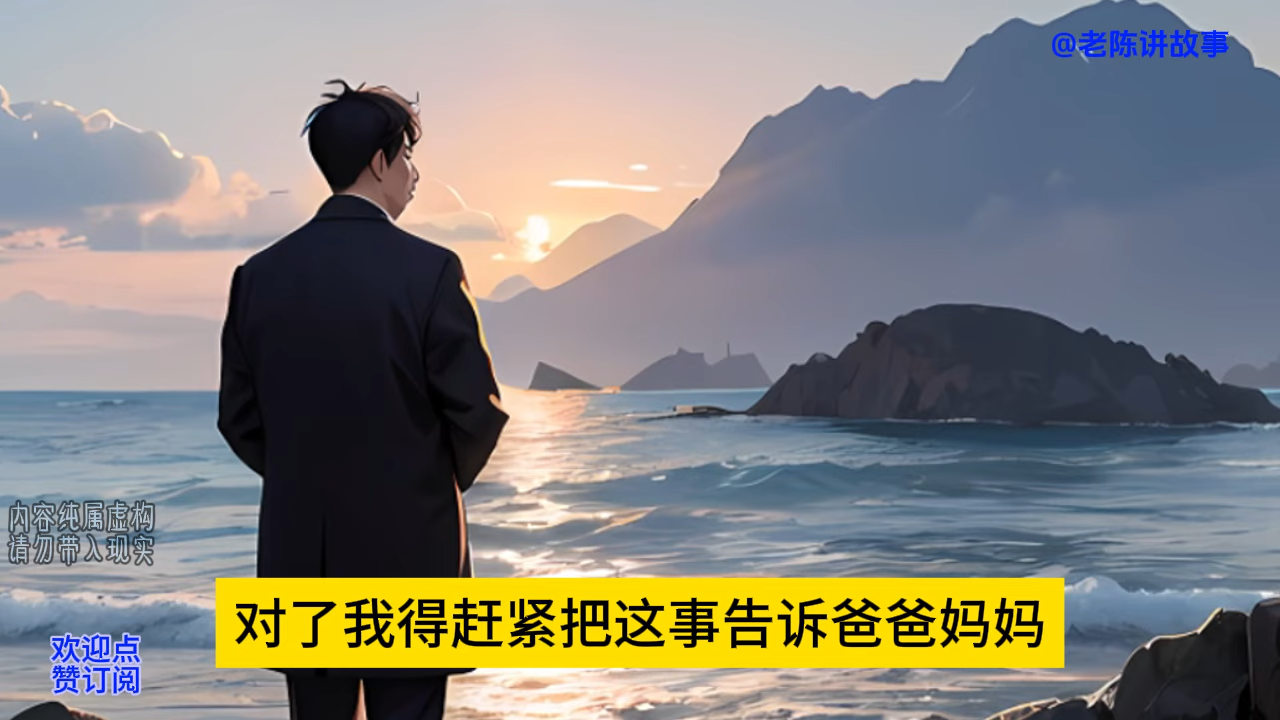 @老陈讲故事
内容纯属虚构
请勿带入现实
对了我得赶紧把这事告诉爸爸妈妈
欢迎点
赞订阅